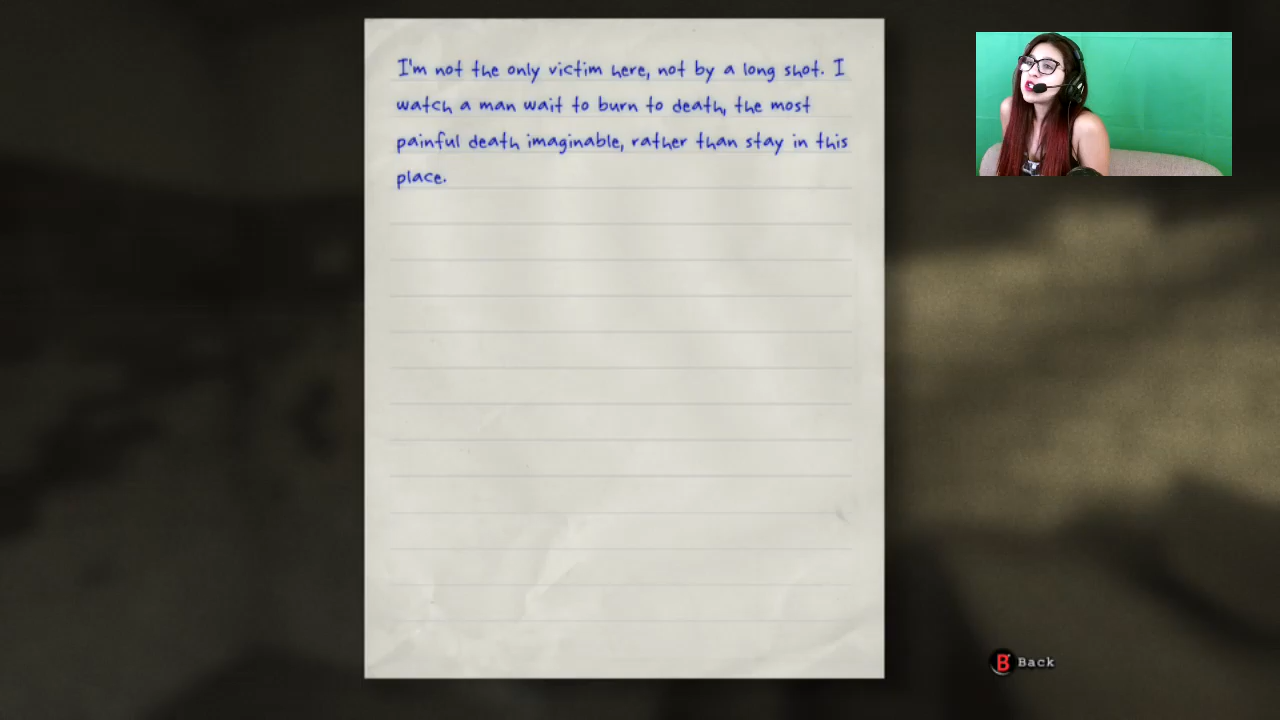 I'm not the only victim here, not by a long shot. I
watch a man wait to burn to death, the most
painful death imaginable, rather than stay in this
place.
B Back